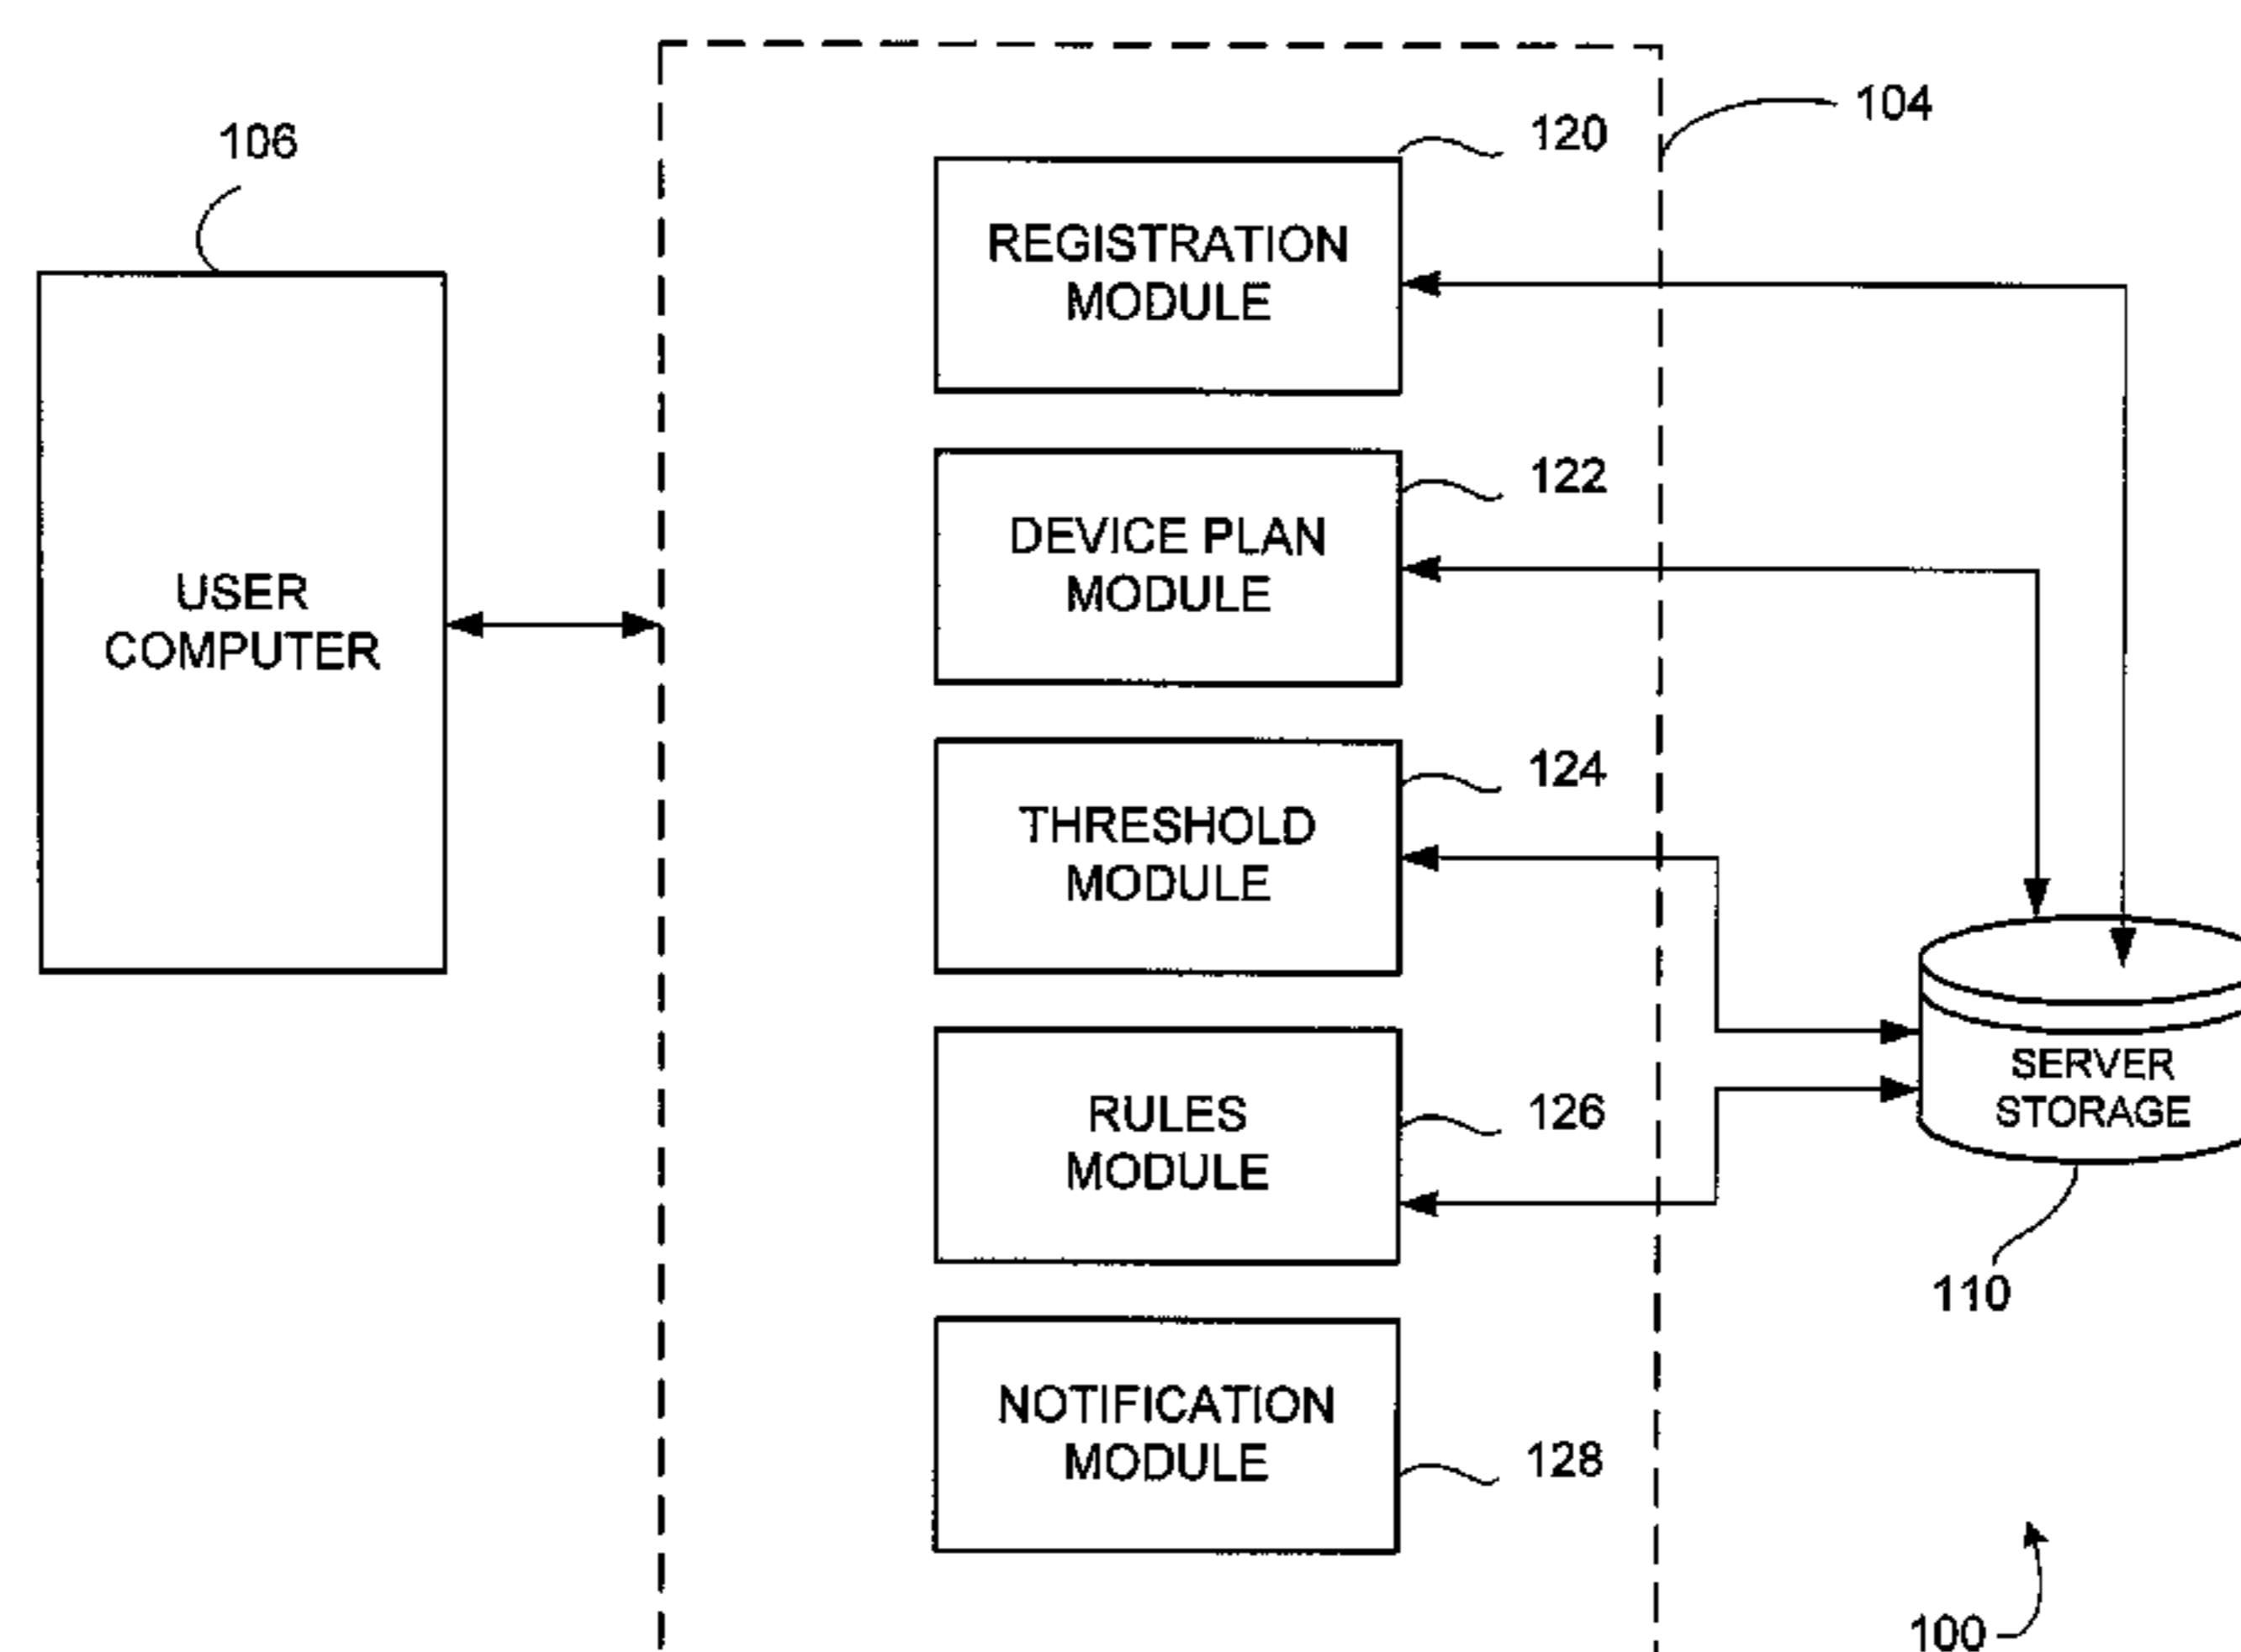 104
106
120
REGISTRATION
MODULE
122
DEVICE PLAN
MODULE
USER
COMPUTER
124
THRESHOLD
MODULE
SERVER
STORAGE
126
RULES
MODULE
110
NOTIFICATION
MODULE
128
100